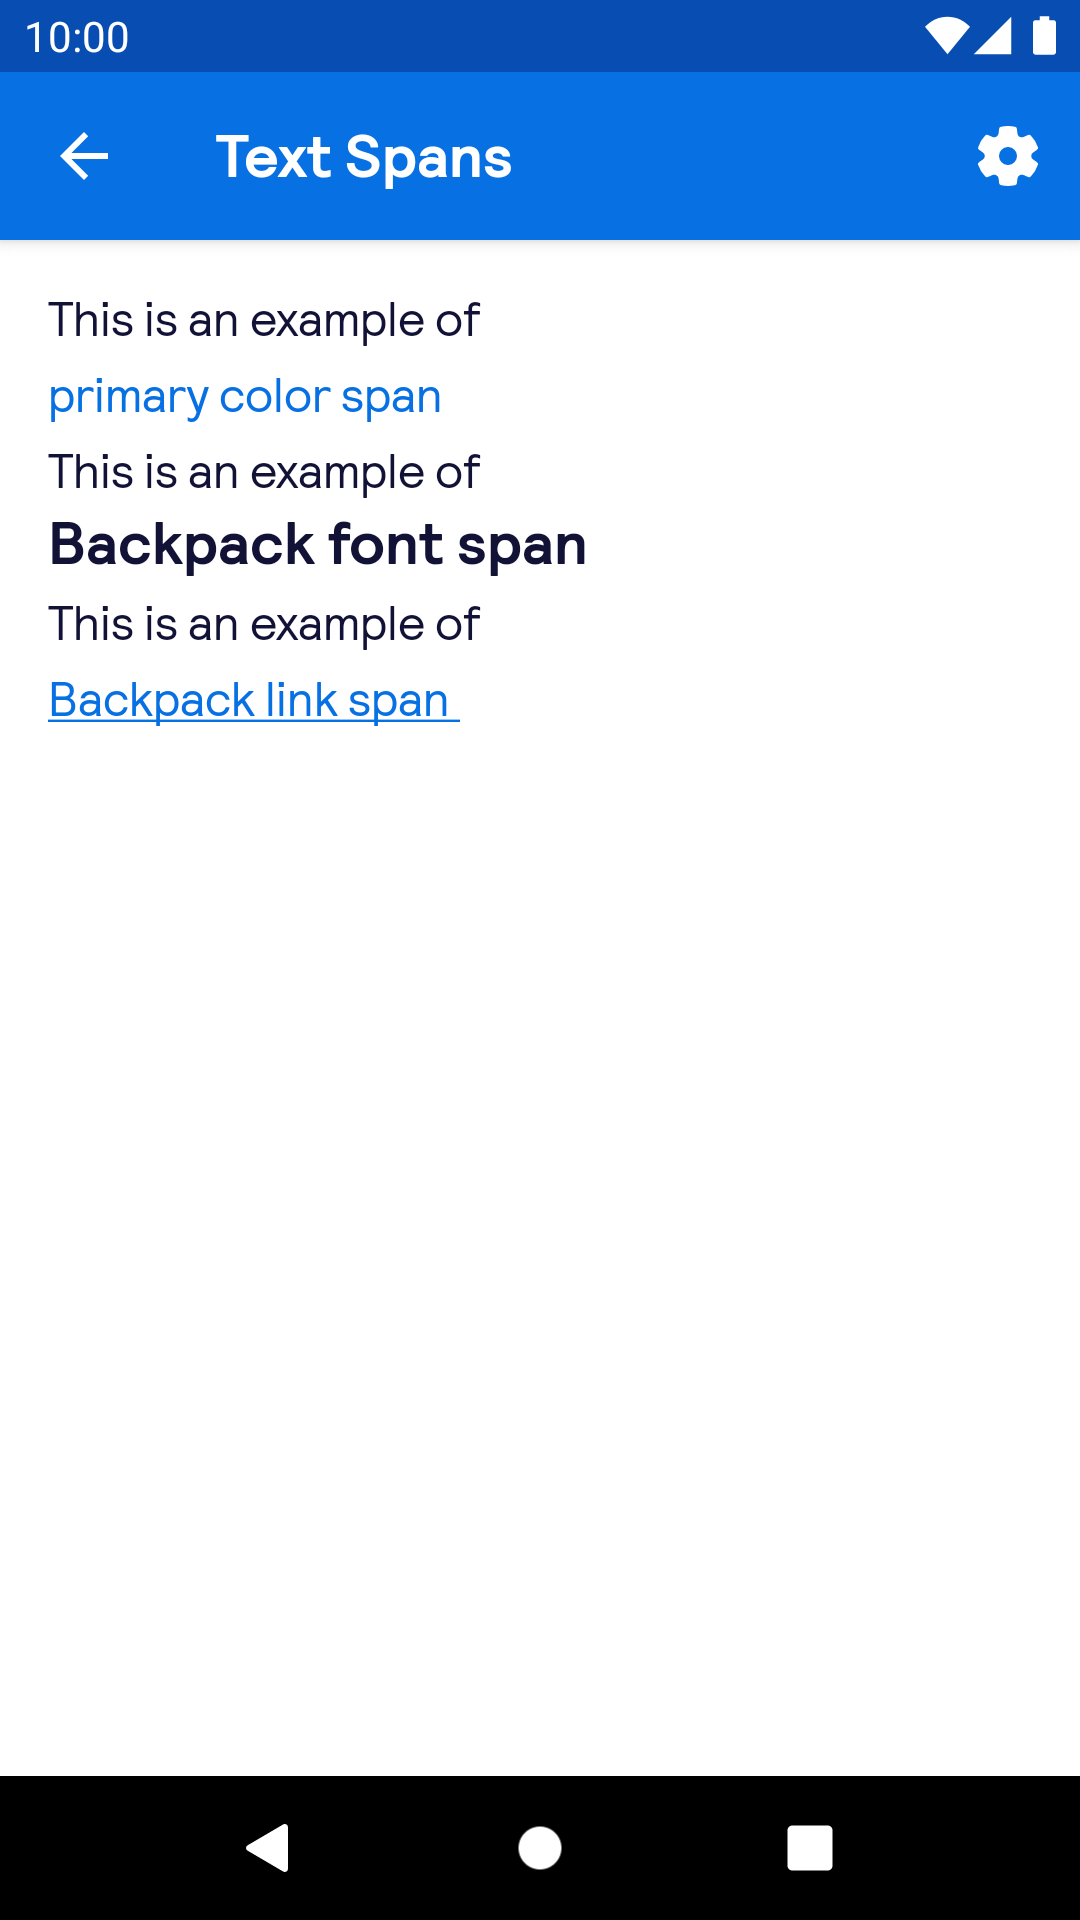 10:00
Text Spans
This is an example of
primary color span
This is an example of
Backpack font span
This is an example of
Backpack link span